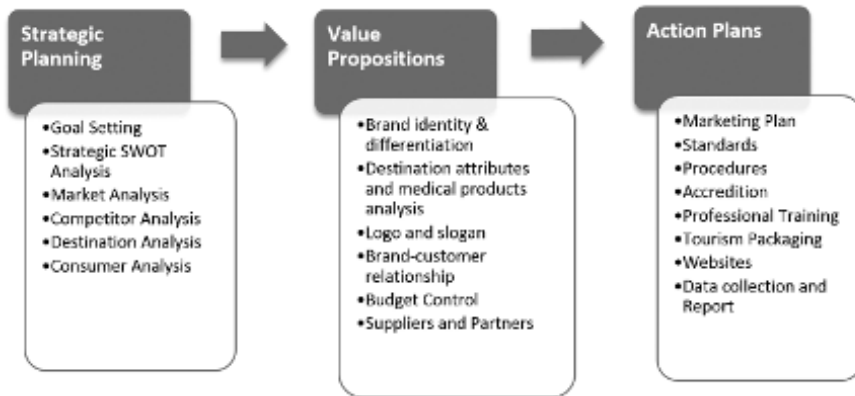 Strategic
Planning
•Goal Setting
•Strategic SWOT
Analysis
•Market Analysis
•Competitor Analysis
•Destination Analysis
•Consumer Analysis
Value
Propositions
•Brand identity &
differentiation
•Destination attributes
and medical products
analysis
•Logo and slogan
•Brand-customer
relationship
•Budget Control
•Suppliers and Partners
Action Plans
•Marketing Plan
•Standards
•Procedures
•Accredition
•Professional Training
•Tourism Packaging
•Websites
•Data collection and
Report